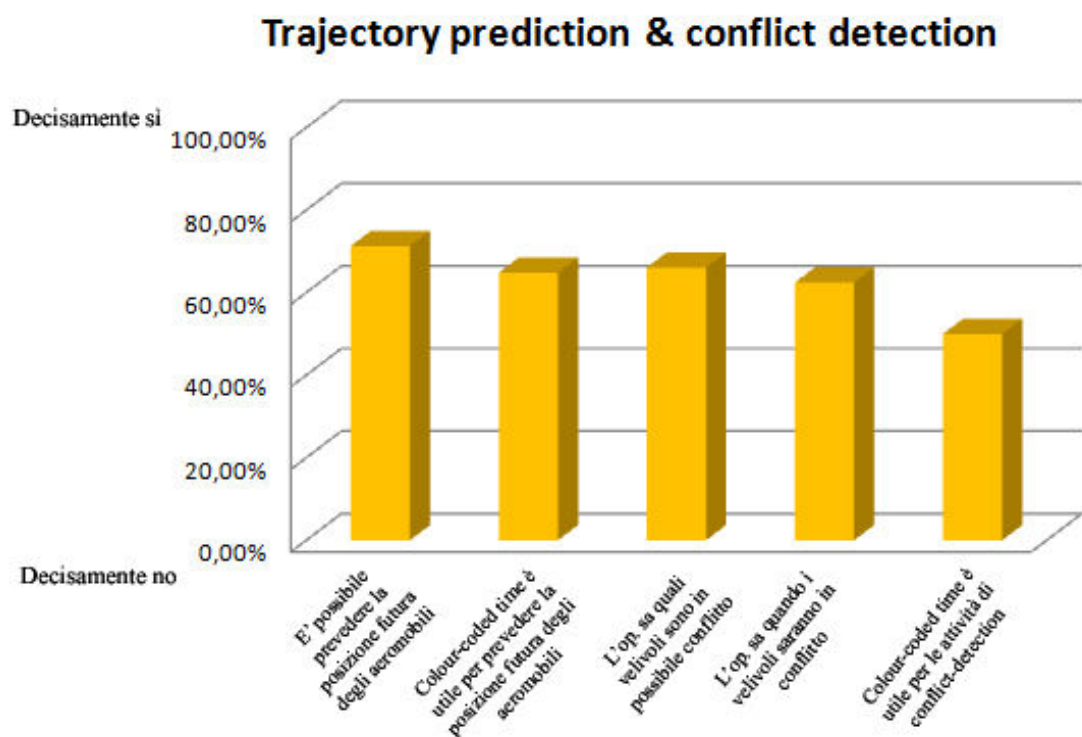 Trajectory prediction & conflict detection
Decisamente sì
100,00%
80,00%
60,00%
40,00%
20,00%
0,00%
Decisamente no
E' possibile
prevedere la
posizione futura
degli aeromobili
Colour-coded time è
utile per prevedere la
posizione futura degli
aeromobili
L'op. sa quali
velivoli sono in
possibile conflitto
L'op. sa quando i
velivoli saranno in
conflitto
Colour-coded time è
utile per le attività di
conflict-detection